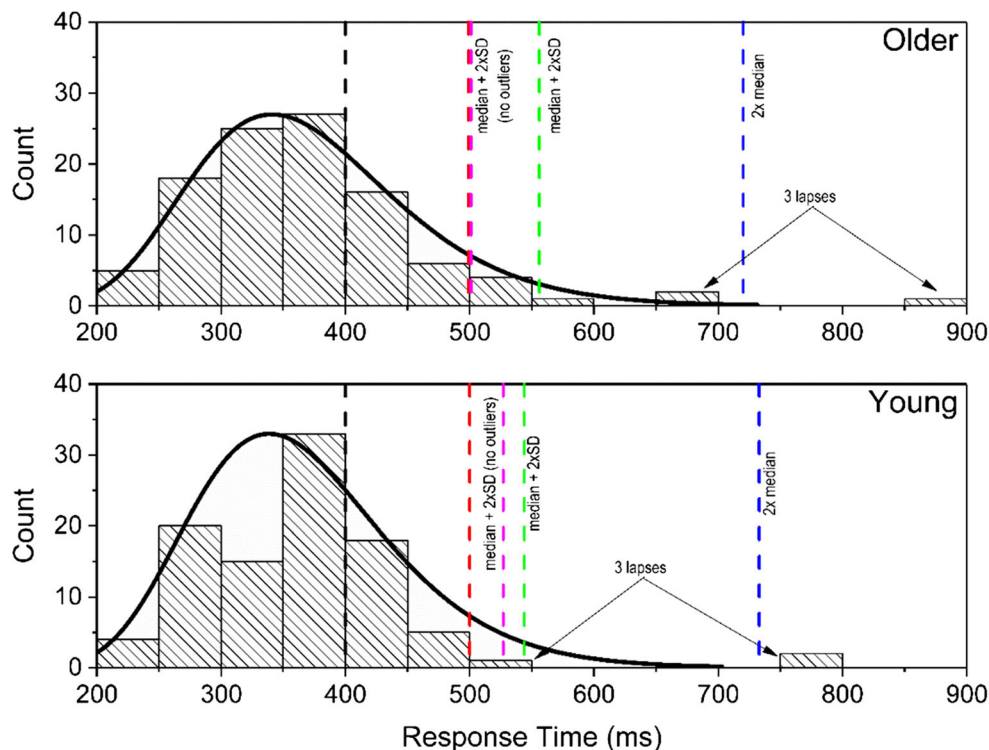 40
30
20
10
0
Count
Older
median + 2xSD
(no outliers)
median + 2xSD
2x median
3 lapses
200 300 400 500 600 700 800 900
40
30
20
10
0
Count
Young
median + 2xSD (no outliers)
median + 2xSD
2x median
3 lapses
200 300 400 500 600 700 800 900
Response Time (ms)